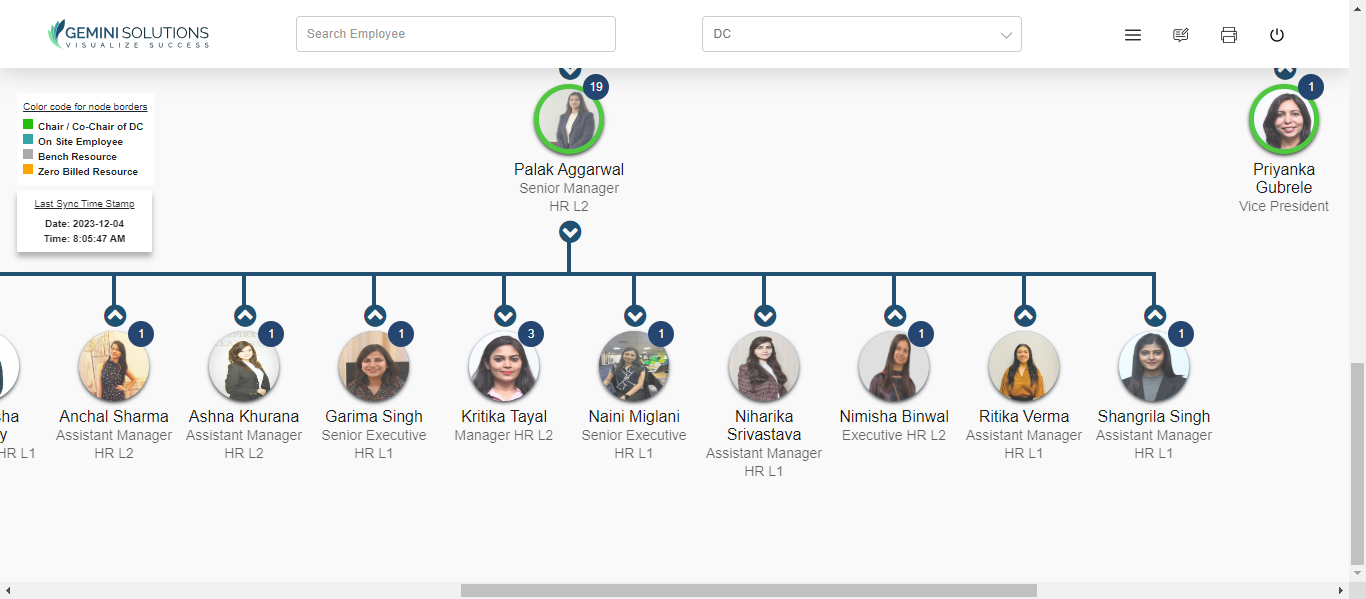 GEMINI SOLUTIONS
VISUALIZE SUCCESS
Search Employee
DC
Color code for node borders
Chair / Co-Chair of DC
On Site Employee
Bench Resource
Zero Billed Resource
Last Sync Time Stamp
Date: 2023-12-04
Time: 8:05:47 AM
19
Palak Aggarwal
Senior Manager
HR L2
1
Priyanka
Gubrele
Vice President
sha
y
HR L1
1
Anchal Sharma
Assistant Manager
HR L2
1
Ashna Khurana
Assistant Manager
HR L2
1
Garima Singh
Senior Executive
HR L1
3
Kritika Tayal
Manager HR L2
1
Naini Miglani
Senior Executive
HR L1
Niharika
Srivastava
Assistant Manager
HR L1
1
Nimisha Binwal
Executive HR L2
Ritika Verma
Assistant Manager
HR L1
1
Shangrila Singh
Assistant Manager
HR L1